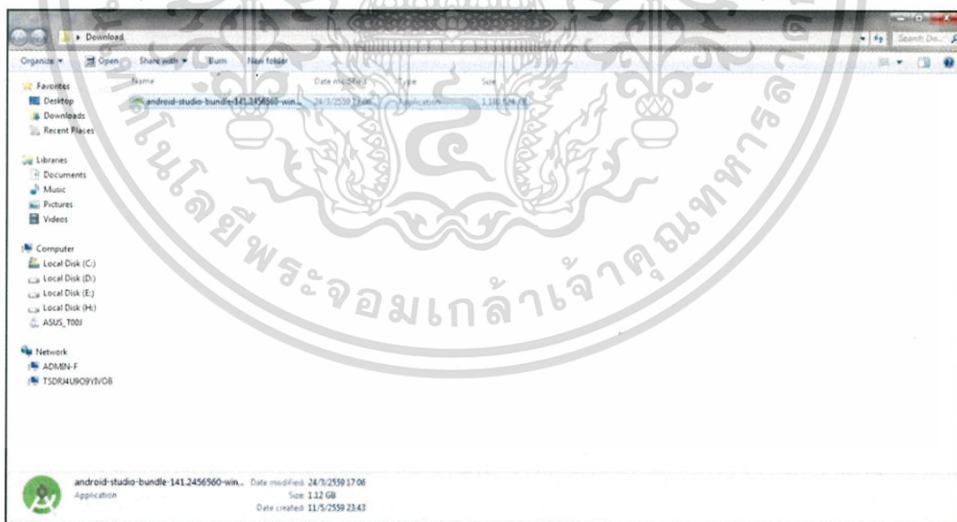 Download
Search Do...
Organize ▾ Open Share with ▾ Burn New folder
Name Date modified Type Size
android-studio-bundle-141.2456560-win... 24/3/2559 17:06 Application
Favorites
Desktop
Downloads
Recent Places
Libraries
Documents
Music
Pictures
Videos
Computer
Local Disk (C:)
Local Disk (D:)
Local Disk (E:)
Local Disk (H:)
ASUS_T00J
Network
ADMIN-F
android-studio-bundle-141.2456560-win... Date modified: 24/3/2559 17:06
Application Size: 1.12 GB
Date created: 11/5/2559 23:43
พระจอมเกล้าเจ้าคุณทหาร